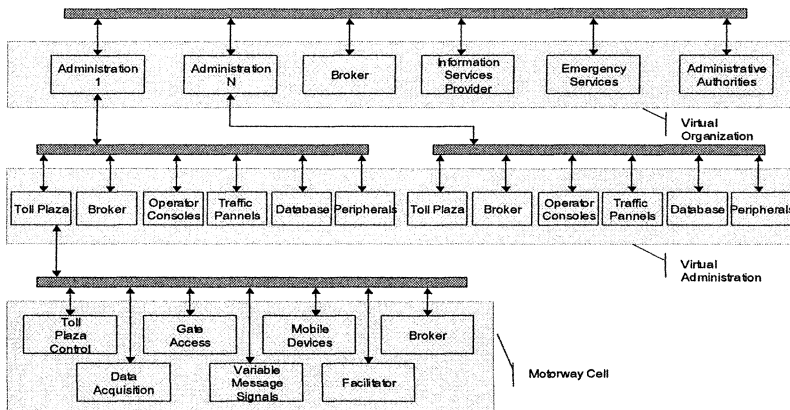 Administration
1
Administration
N
Broker
Information
Services
Provider
Emergency
Services
Administrative
Authorities
Virtual
Organization
Toll Plaza
Broker
Operator
Consoles
Traffic
Pannels
Database
Peripherals
Toll Plaza
Broker
Operator
Consoles
Traffic
Pannels
Database
Peripherals
Virtual
Administration
Toll
Plaza
Control
Gate
Access
Mobile
Devices
Broker
Data
Acquisition
Variable
Message
Signals
Facilitator
Motorway Cell